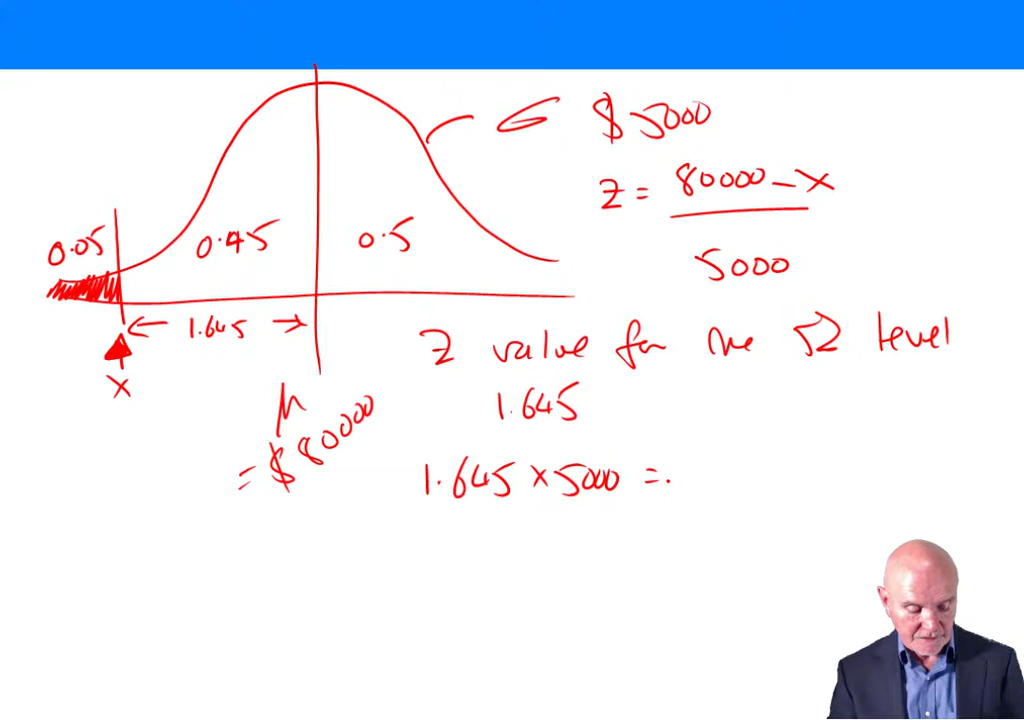 σ $5000
z = 80000 - x
5000
0.05 0.45 0.5
← 1.645 →
x
μ
= $80000
Z value for the 5% level
1.645
1.645 x 5000 =.